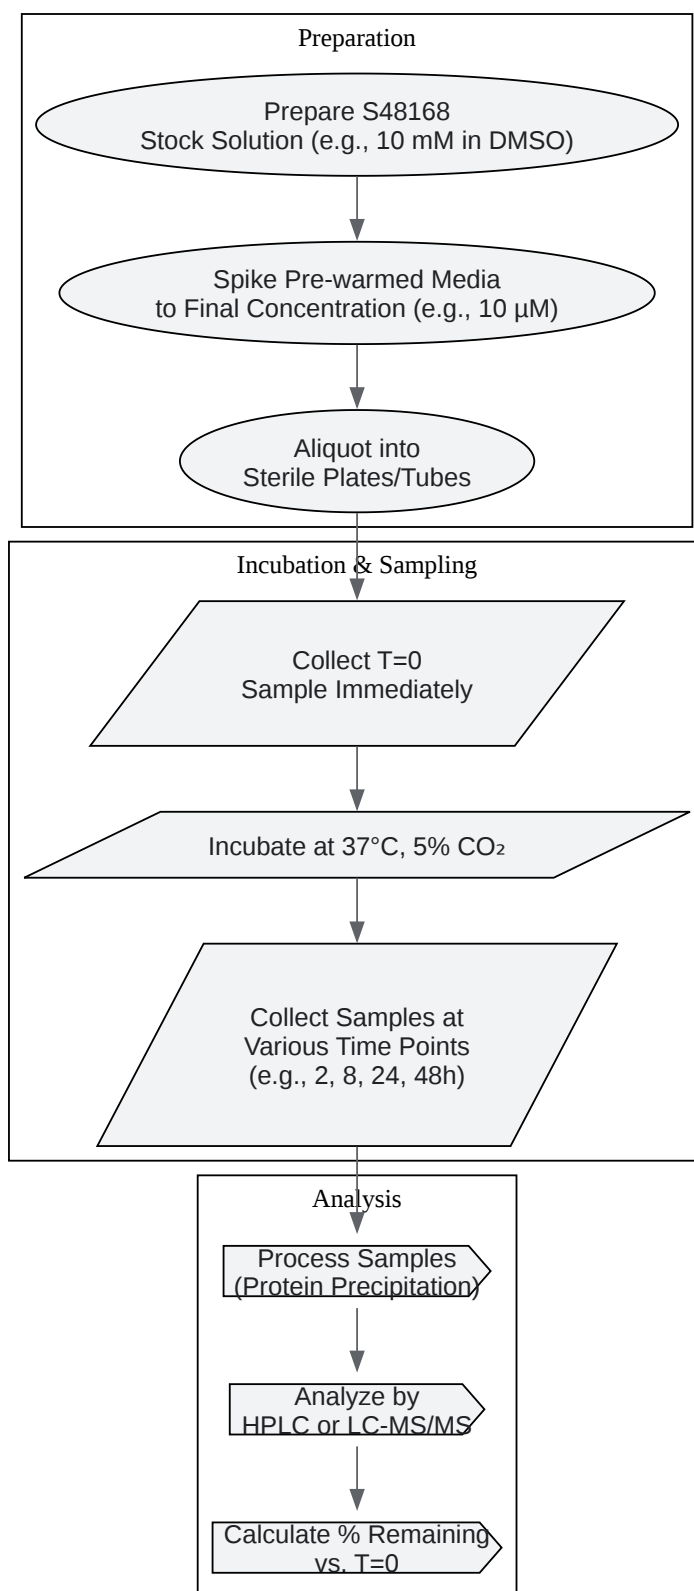 Preparation
Prepare S48168
Stock Solution (e.g., 10 mM in DMSO)
Spike Pre-warmed Media
to Final Concentration (e.g., 10 µM)
Aliquot into
Sterile Plates/Tubes
Incubation & Sampling
Collect T=0
Sample Immediately
Incubate at 37°C, 5% CO₂
Collect Samples at
Various Time Points
(e.g., 2, 8, 24, 48h)
Analysis
Process Samples
(Protein Precipitation)
Analyze by
HPLC or LC-MS/MS
Calculate % Remaining
vs. T=0